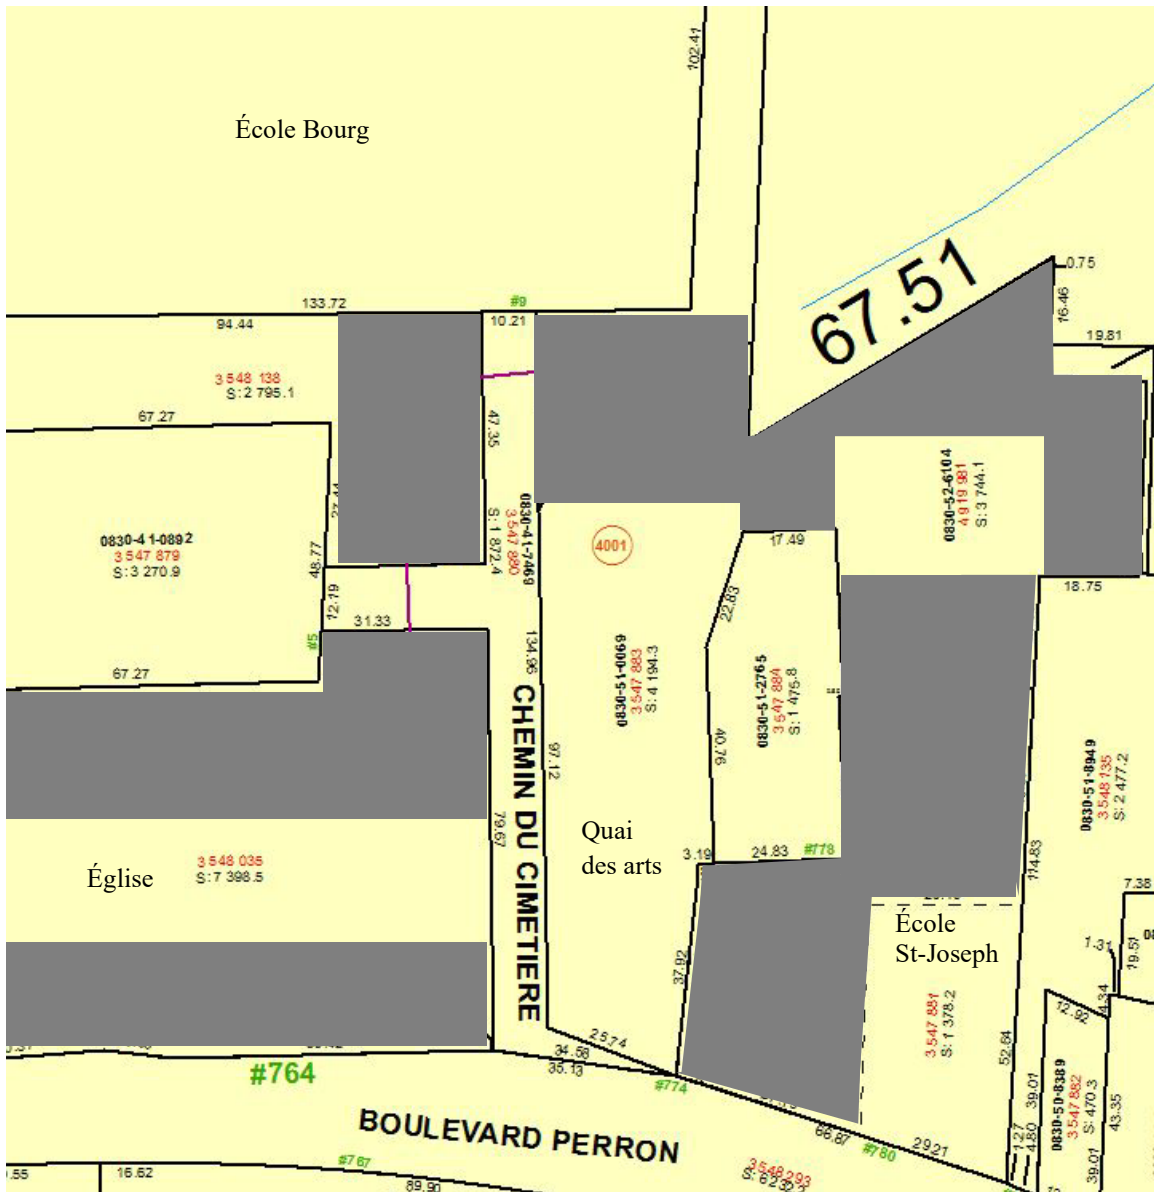 102.41
École Bourg
67.51
0.75
16.46
19.81
133.72
#9
94.44
10.21
3 548 138
S: 2 795.1
67.27
47.35
0830-52-6104
4 919 981
S: 3 744.1
0830-41-7469
3 547 880
S: 1 872.4
0830-41-0892
3 547 879
S: 3 270.9
4001
17.49
48.77
12.19
31.33
#5
22.83
18.75
134.96
67.27
0830-51-0069
3 547 883
S: 4 194.3
0830-51-2765
3 547 884
S: 1 475.8
40.76
97.12
0830-51-8949
3 548 135
S: 2 477.2
CHEMIN DU CIMETIERE
79.67
Quai
des arts
3.19
24.83
#778
114.83
3 548 035
S: 7 398.5
Église
7.38
École
St-Joseph
37.92
1.31
19.51
4.34
12.92
3 547 881
S: 1 378.2
52.84
39.01
25.74
34.58
35.13
#764
#774
0830-50-8389
3 547 882
S: 470.3
43.35
BOULEVARD PERRON
66.87
#780
29.21
1.27
4.80
39.01
#767
16.62
89.90
3 548 293